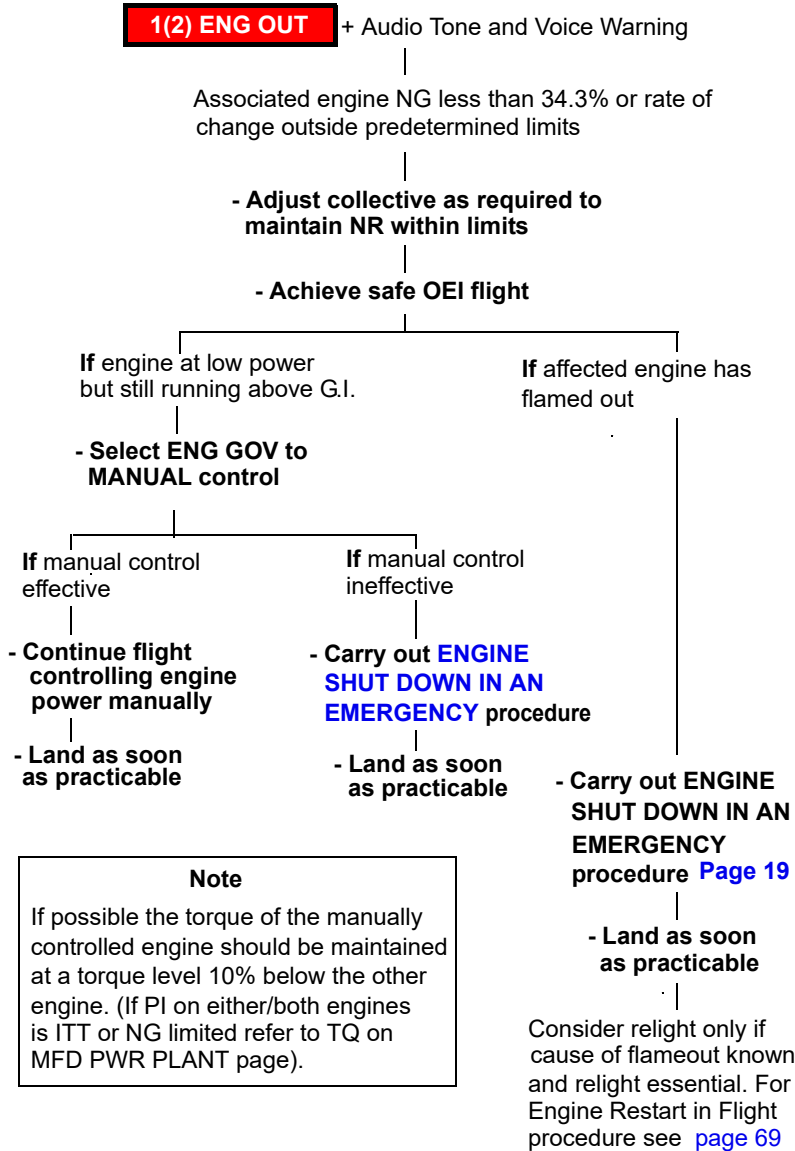 1(2) ENG OUT + Audio Tone and Voice Warning
Associated engine NG less than 34.3% or rate of
change outside predetermined limits
- Adjust collective as required to
maintain NR within limits
- Achieve safe OEI flight
If engine at low power
but still running above G.I.
- Select ENG GOV to
MANUAL control
If manual control
effective
- Continue flight
controlling engine
power manually
- Land as soon
as practicable
If manual control
ineffective
- Carry out ENGINE
SHUT DOWN IN AN
EMERGENCY procedure
- Land as soon
as practicable
If affected engine has
flamed out
- Carry out ENGINE
SHUT DOWN IN AN
EMERGENCY
procedure Page 19
- Land as soon
as practicable
Consider relight only if
cause of flameout known
and relight essential. For
Engine Restart in Flight
procedure see page 69
Note
If possible the torque of the manually
controlled engine should be maintained
at a torque level 10% below the other
engine. (If PI on either/both engines
is ITT or NG limited refer to TQ on
MFD PWR PLANT page).